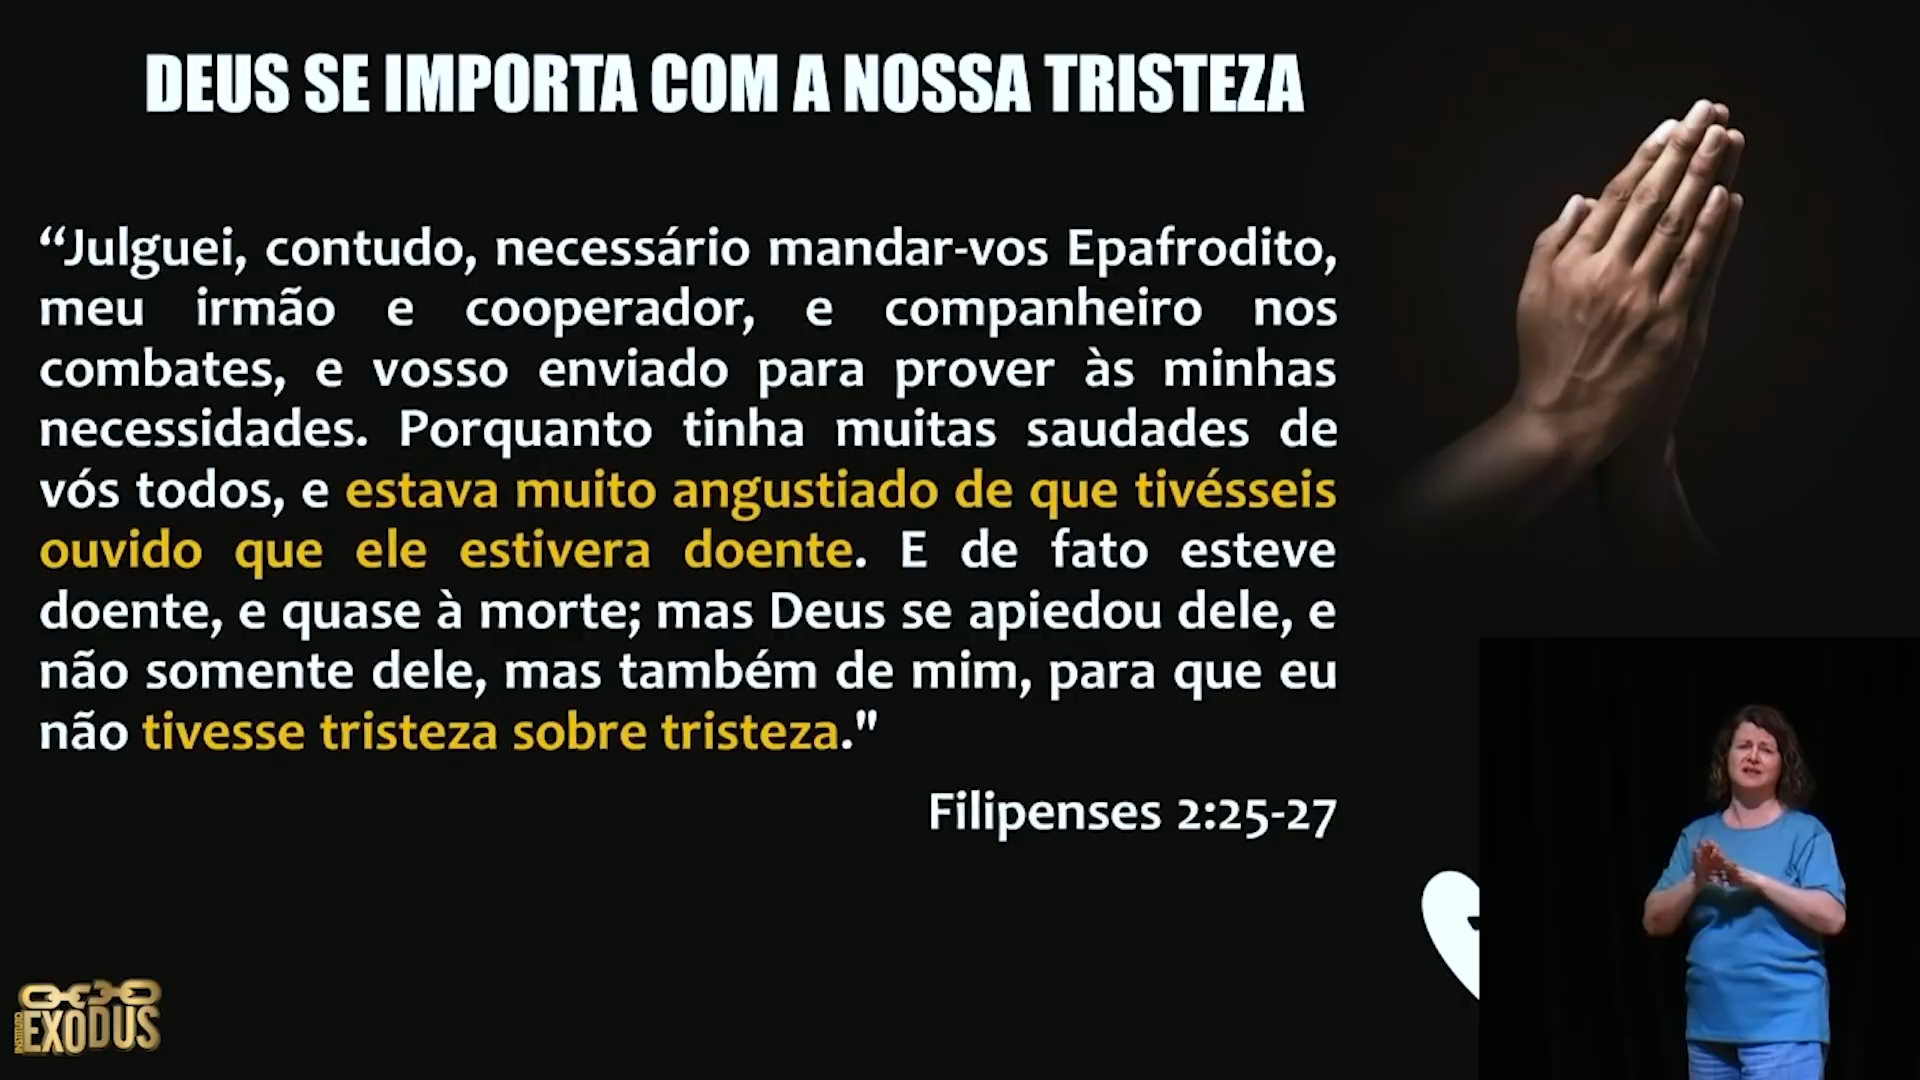 DEUS SE IMPORTA COM A NOSSA TRISTEZA
“Julguei, contudo, necessário mandar-vos Epafrodito,
meu irmão e cooperador, e companheiro nos
combates, e vosso enviado para prover às minhas
necessidades. Porquanto tinha muitas saudades de
vós todos, e estava muito angustiado de que tivésseis
ouvido que ele estivera doente. E de fato esteve
doente, e quase à morte; mas Deus se apiedou dele, e
não somente dele, mas também de mim, para que eu
não tivesse tristeza sobre tristeza."
Filipenses 2:25-27
INSTITUTO
EXODUS